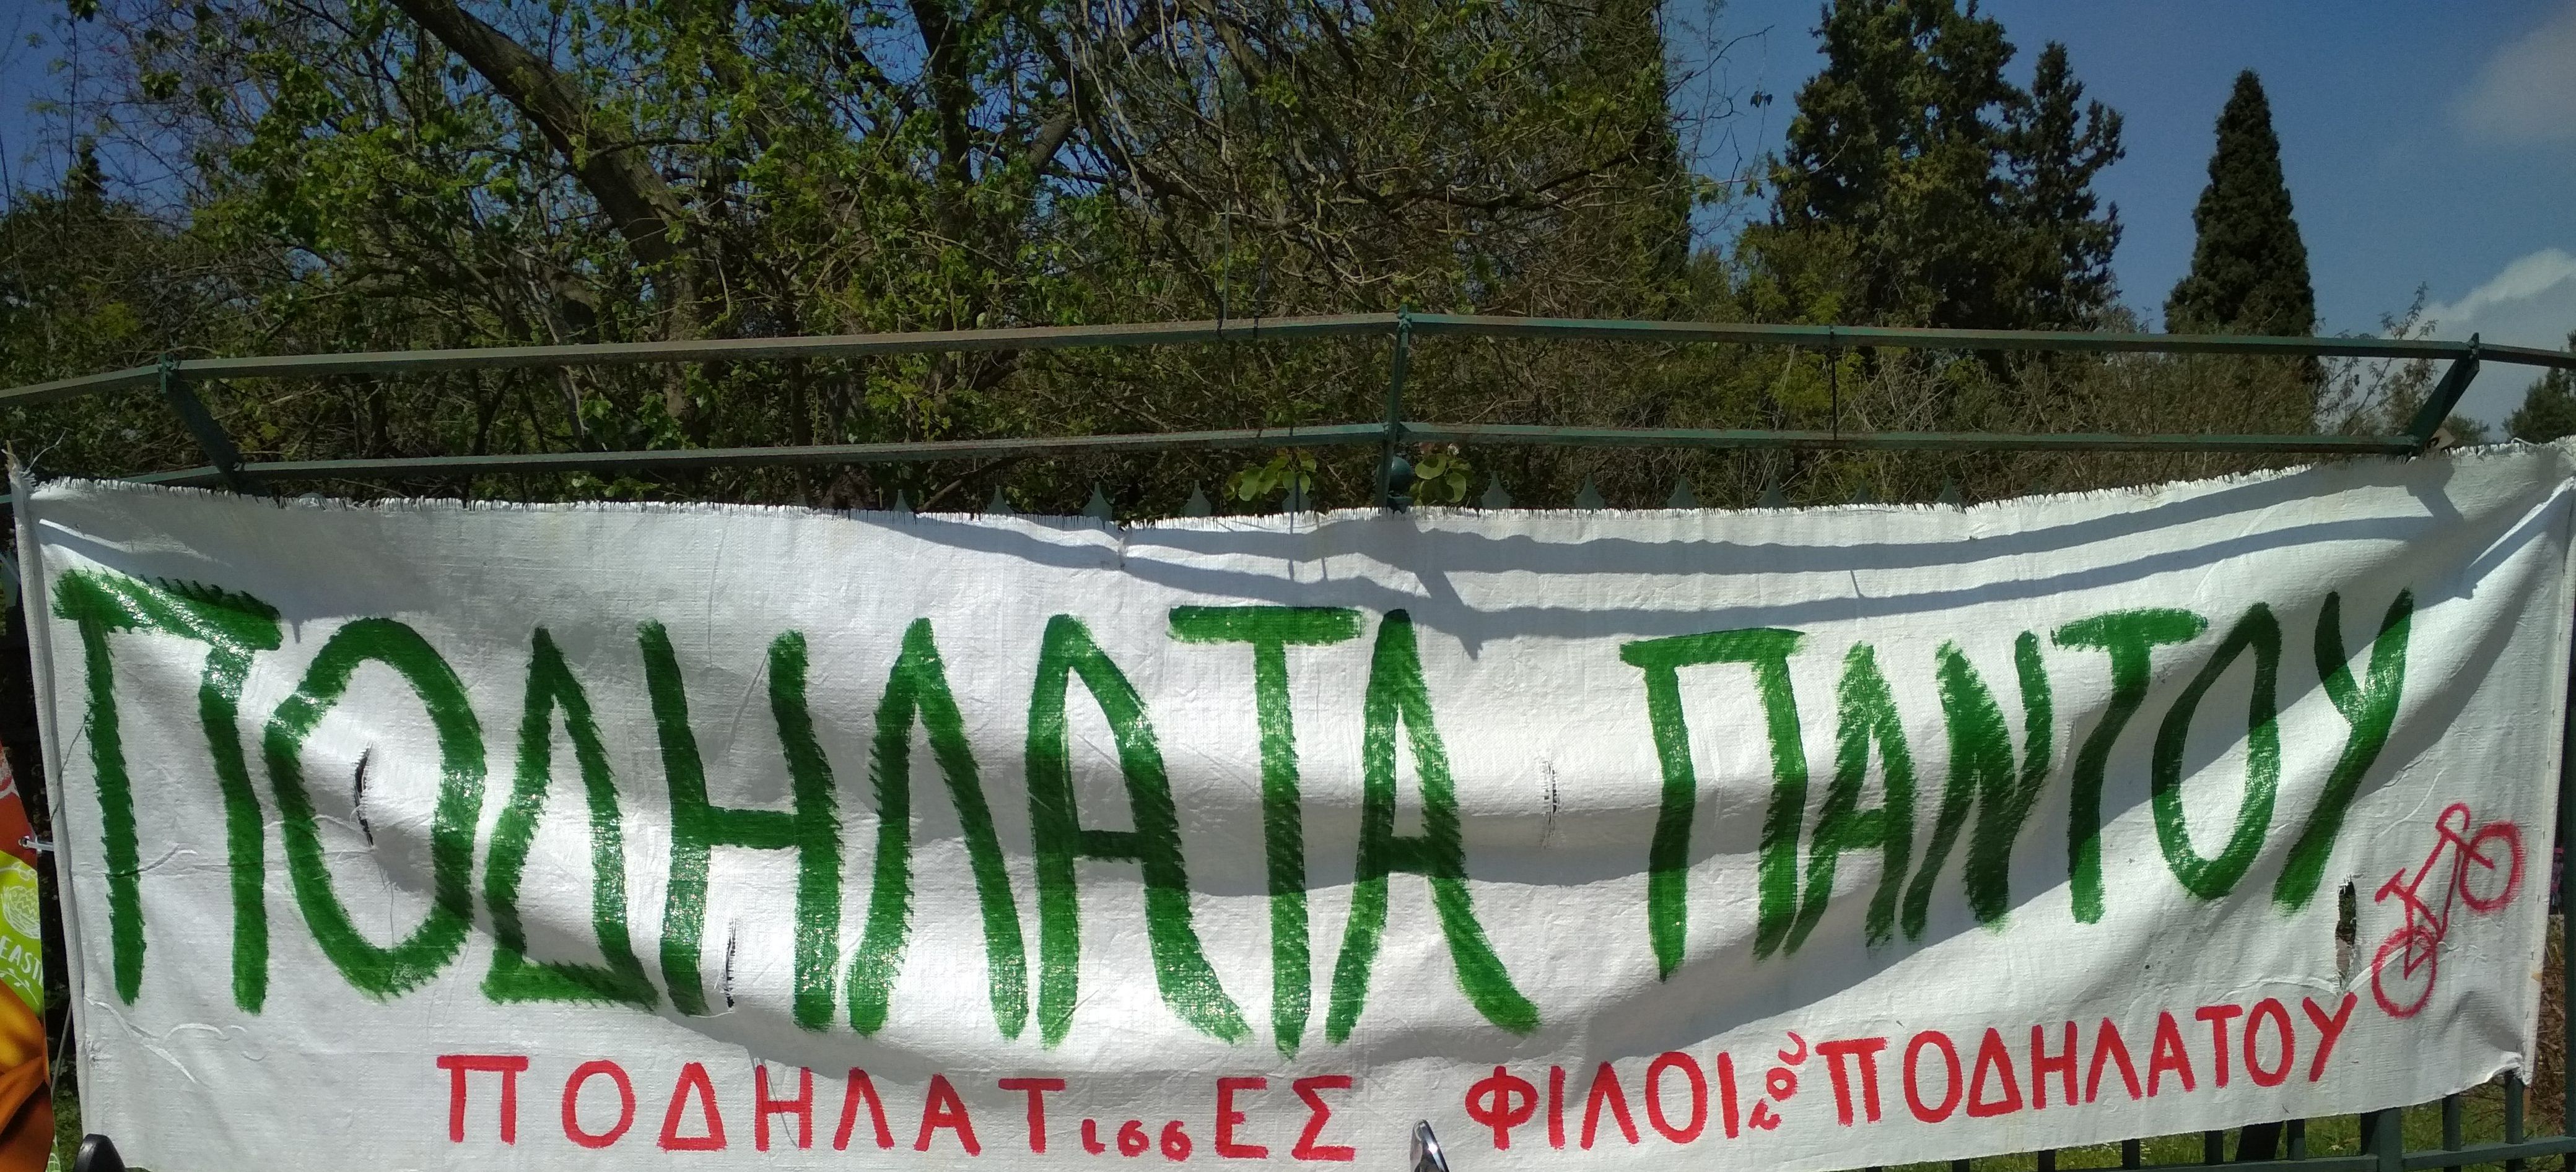 ΠΟΔΗΛΑΤΑ ΠΑΝΤΟΥ
ΠΟΔΗΛΑΤισσΕΣ ΦΙΛΟΙ του ΠΟΔΗΛΑΤΟΥ